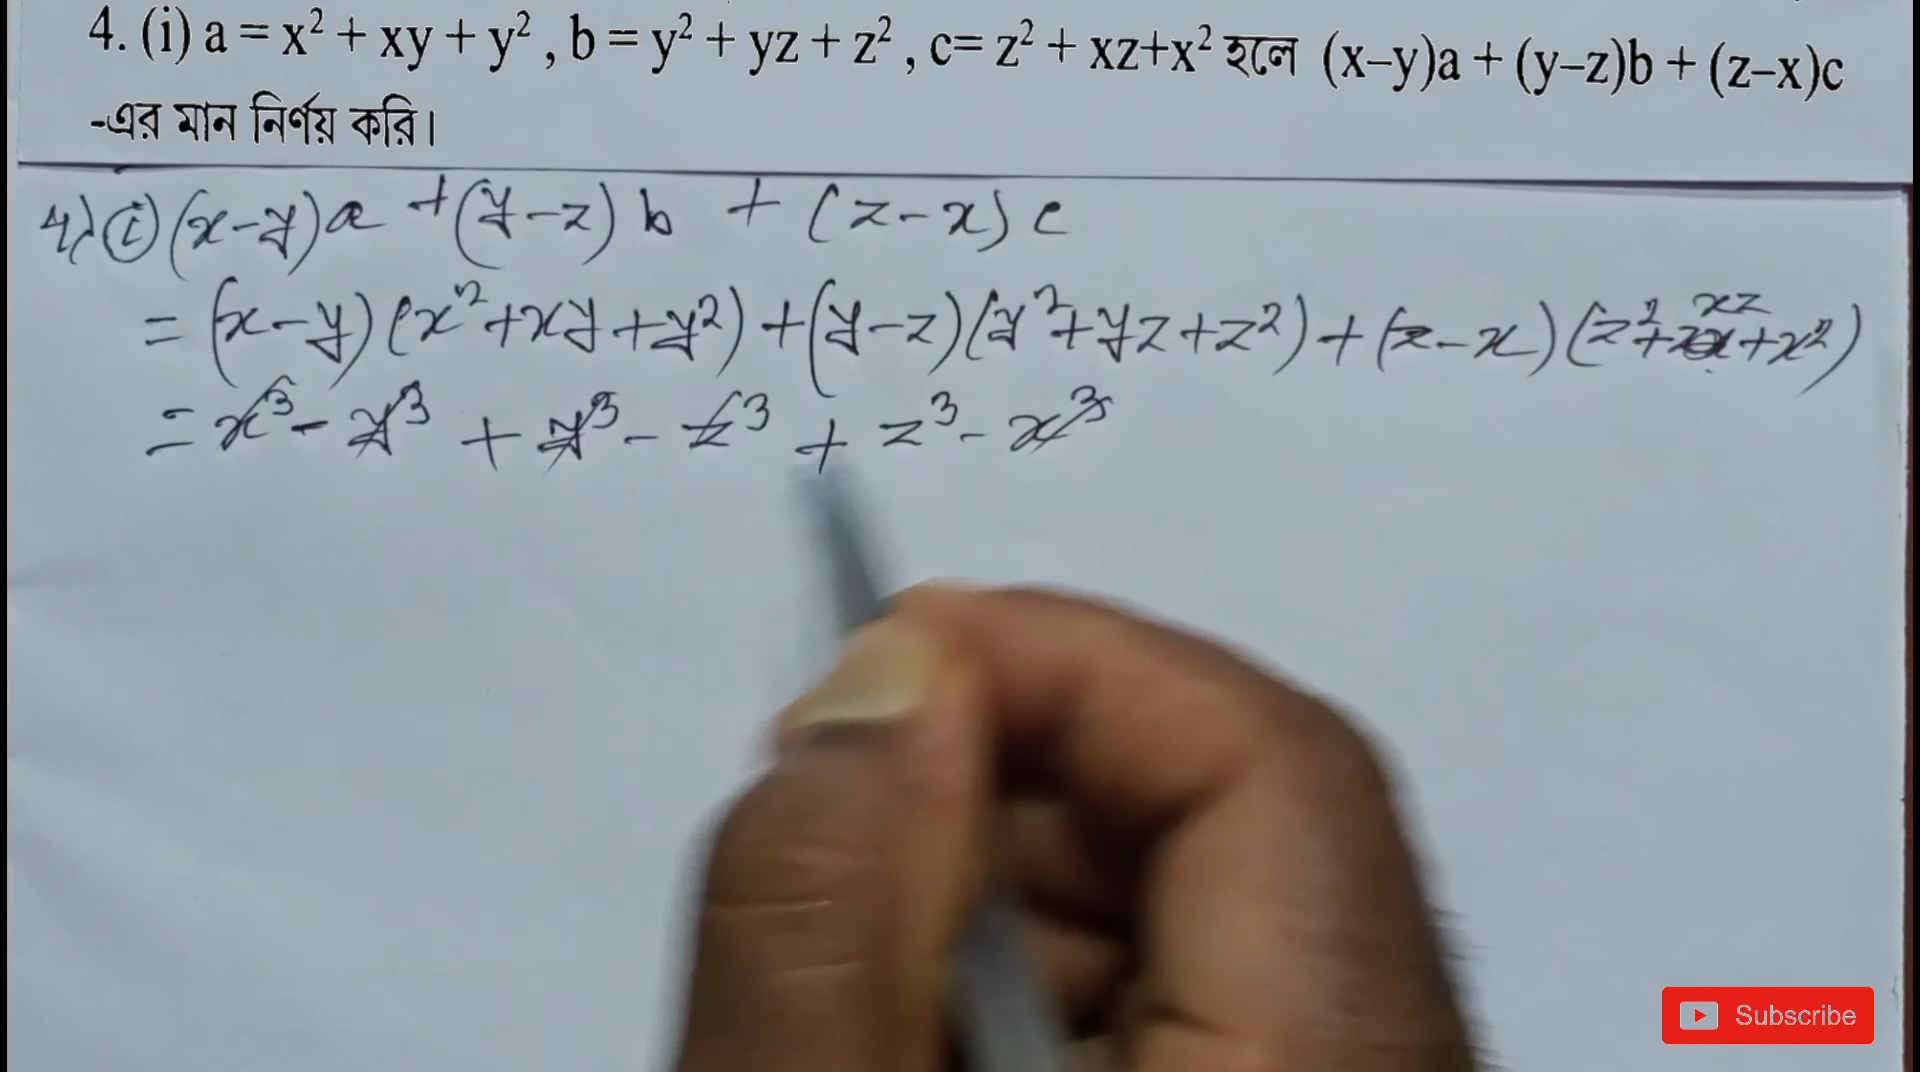 4. (i) a = x² + xy + y² , b = y² + yz + z² , c= z² + xz+x² হলে (x–y)a + (y–z)b + (z–x)c
-এর মান নির্ণয় করি।
4) (i) (x-y)a + (y-z) b + (z-x) c
= (x-y) (x²+xy+y²) + (y-z) (y²+yz+z²) + (z-x) (z²+xz+x²)
= x³ - y³ + y³ - z³ + z³ - x³
Subscribe